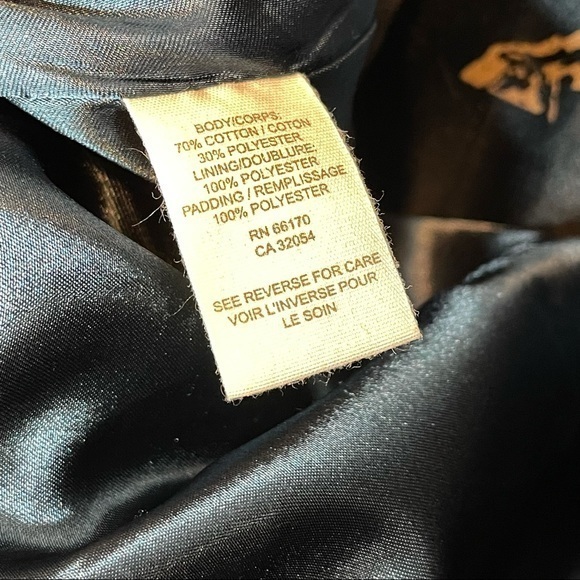 BODY/CORPS:
70% COTTON / COTON
30% POLYESTER
LINING/DOUBLURE:
100% POLYESTER
PADDING / REMPLISSAGE
100% POLYESTER
RN 66170
CA 32054
SEE REVERSE FOR CARE
VOIR L'INVERSE POUR
LE SOIN